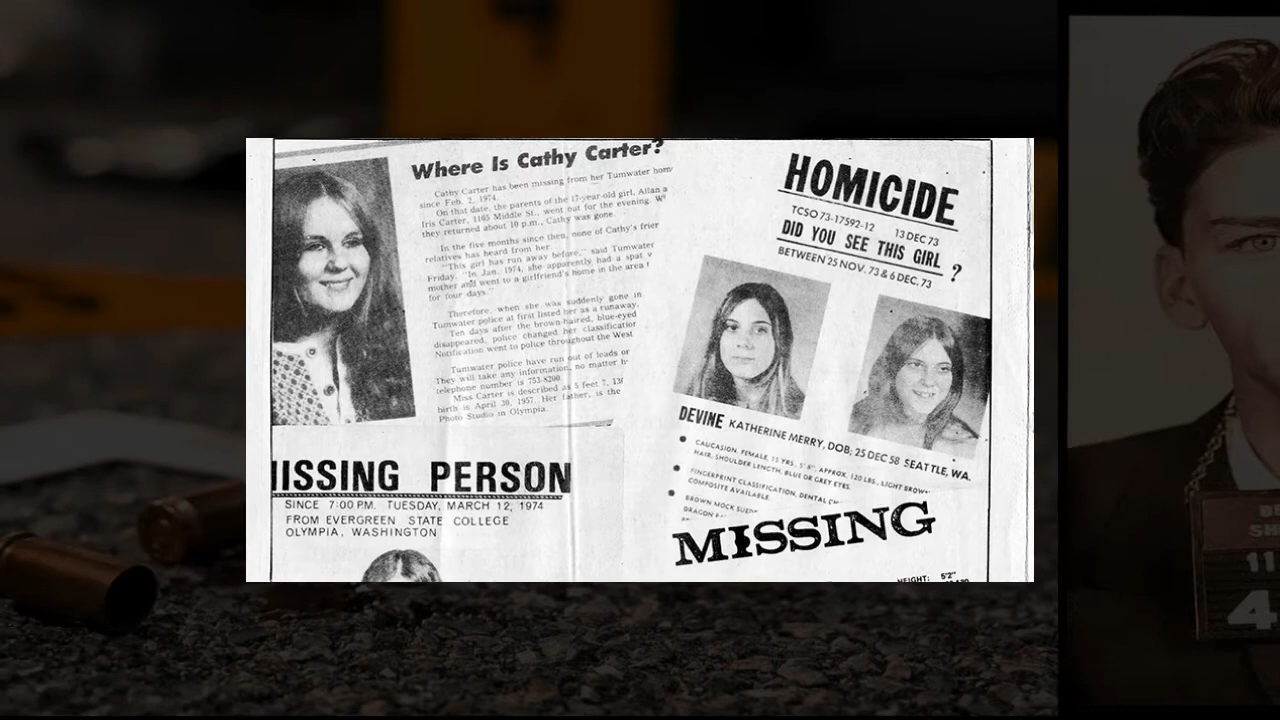 Where Is Cathy Carter?
Cathy Carter has been missing from her Tumwater hom
since Feb. 2, 1974.
On that date, the parents of the 17-year-old girl, Allan a
Iris Carter, 1105 Middle St., went out for the evening. W
they returned about 10 p.m., Cathy was gone.
In the five months since then, none of Cathy's frier
relatives has heard from her.
"This girl has run away before," said Tumwater
Friday. "In Jan. 1974, she apparently had a spat v
mother and went to a girlfriend's home in the area f
for four days."
Therefore, when she was suddenly gone in
Tumwater police at first listed her as a runaway.
Ten days after the brown-haired, blue-eyed
disappeared, police changed her classification
Notification went to police throughout the West
Tumwater police have run out of leads or
They will take any information, no matter h
telephone number is 753-8200.
Miss Carter is described as 5 feet 7, 13
birth is April 30, 1957. Her father, is the
Photo Studio in Olympia.
HOMICIDE
TCSO 73-17592-12 13 DEC 73
DID YOU SEE THIS GIRL ?
BETWEEN 25 NOV. 73 & 6 DEC. 73
DEVINE KATHERINE MERRY, DOB; 25 DEC 58 SEATTLE, WA.
CAUCASION, FEMALE, 15 YRS., 5' 6", APPROX. 120 LBS., LIGHT BROWN
HAIR, SHOULDER LENGTH, BLUE OR GREY EYES.
FINGERPRINT CLASSIFICATION, DENTAL
COMPOSITE AVAILABLE.
BROWN MOCK SUEDE
DRAGON
MISSING
HEIGHT: 5'2"
ISSING PERSON
SINCE 7:00 PM. TUESDAY, MARCH 12, 1974
FROM EVERGREEN STATE COLLEGE
OLYMPIA, WASHINGTON
SH
11
4